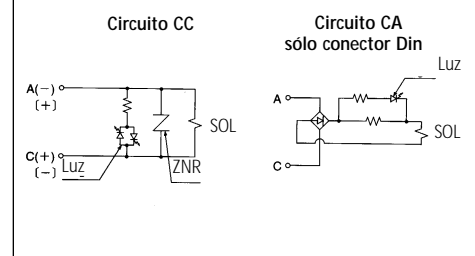 Circuito CC
A(−)
(+)
SOL
C(+)
(−)
Luz
ZNR
Circuito CA
sólo conector Din
Luz
A
SOL
C